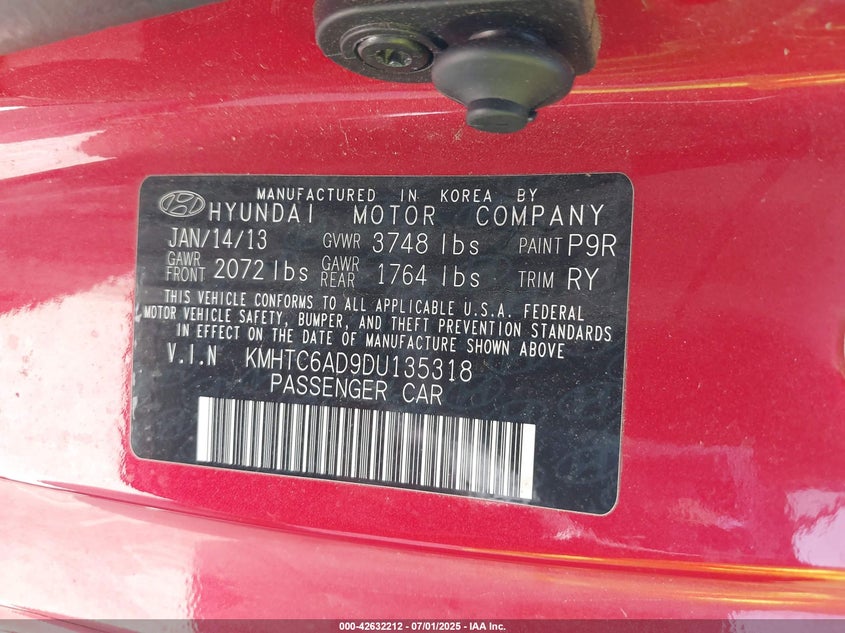 MANUFACTURED IN KOREA BY
HYUNDAI MOTOR COMPANY
JAN/14/13 GVWR 3748 lbs PAINT P9R
GAWR FRONT 2072 lbs GAWR REAR 1764 lbs TRIM RY
THIS VEHICLE CONFORMS TO ALL APPLICABLE U.S.A. FEDERAL
MOTOR VEHICLE SAFETY, BUMPER, AND THEFT PREVENTION STANDARDS
IN EFFECT ON THE DATE OF MANUFACTURE SHOWN ABOVE
V.I.N KMHTC6AD9DU135318
PASSENGER CAR
000-42632212 - 07/01/2025 - IAA Inc.